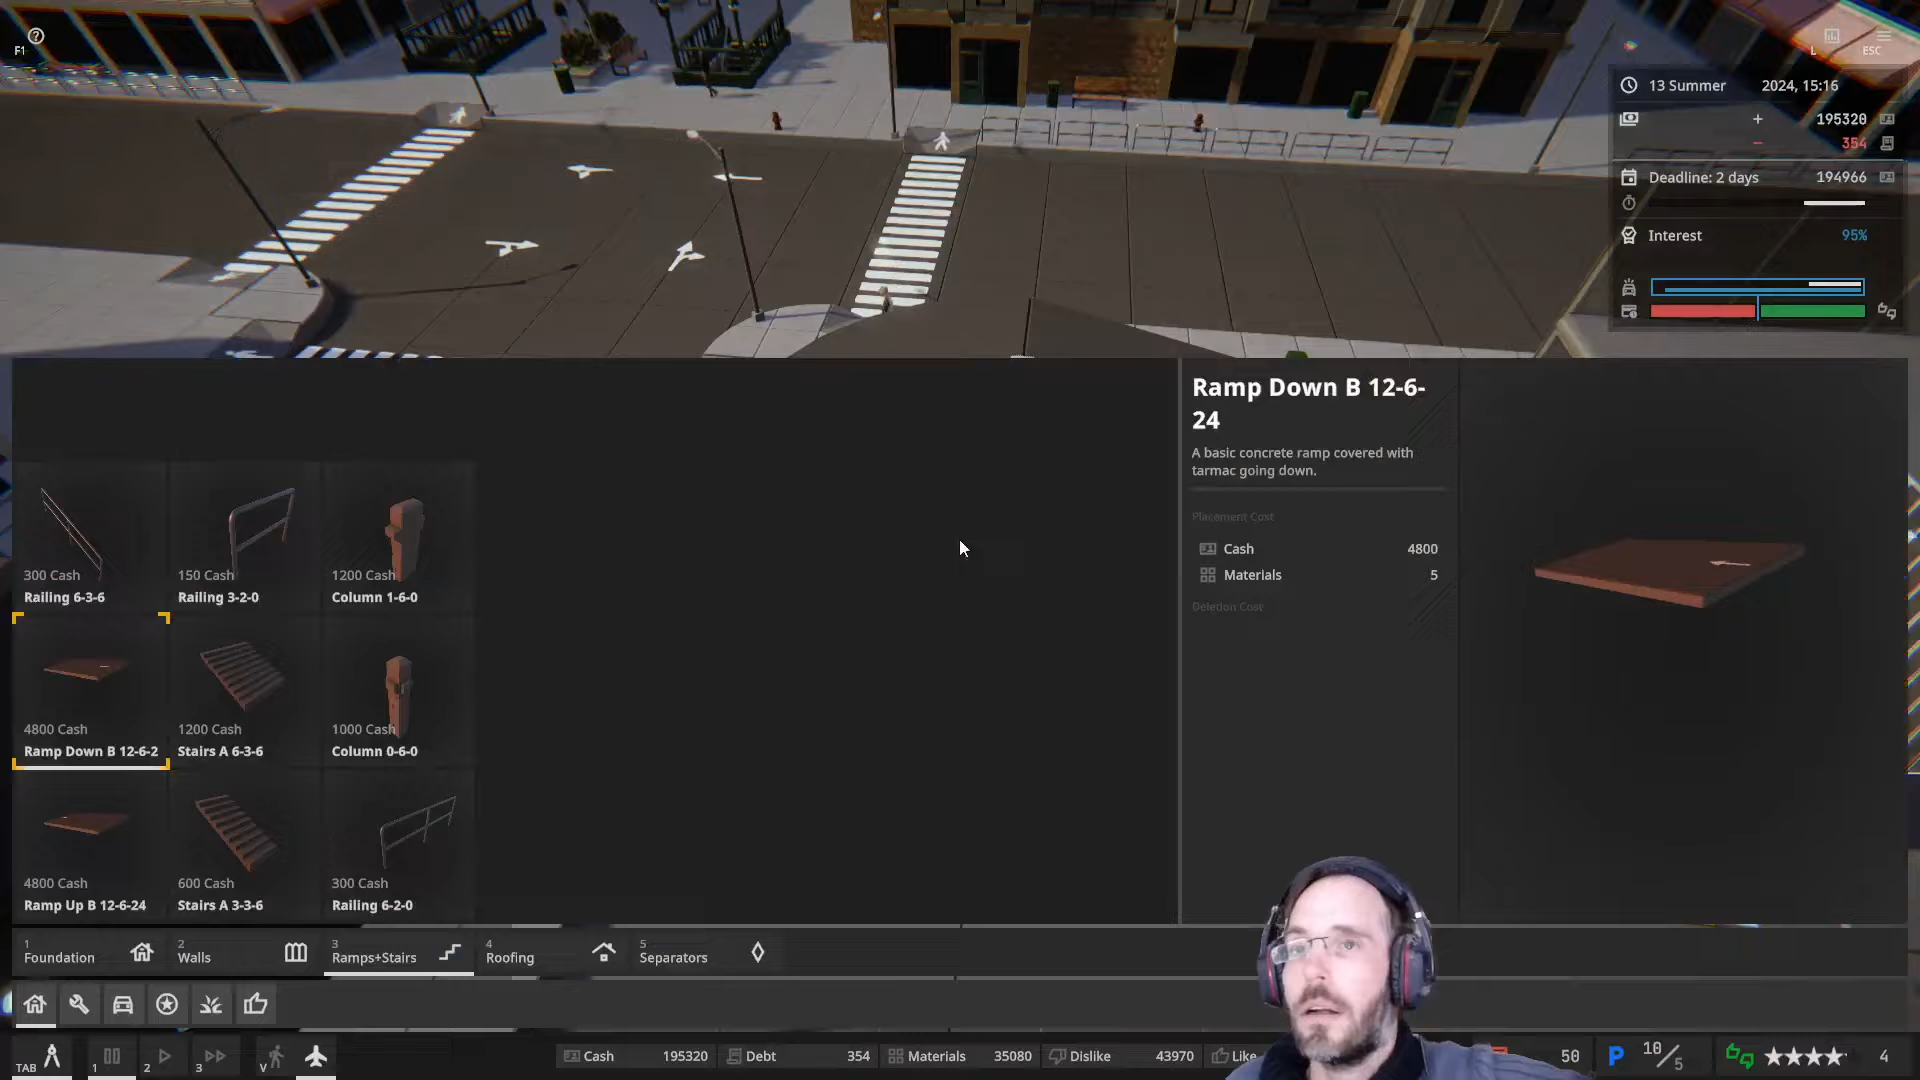 F1
L
ESC
13 Summer 2024, 15:16
+ 195320
- 354
Deadline: 2 days 194966
Interest 95%
Ramp Down B 12-6-
24
A basic concrete ramp covered with
tarmac going down.
Placement Cost
Cash 4800
Materials 5
Deletion Cost
300 Cash
Railing 6-3-6
150 Cash
Railing 3-2-0
1200 Cash
Column 1-6-0
4800 Cash
Ramp Down B 12-6-2
1200 Cash
Stairs A 6-3-6
1000 Cash
Column 0-6-0
4800 Cash
Ramp Up B 12-6-24
600 Cash
Stairs A 3-3-6
300 Cash
Railing 6-2-0
1 Foundation
2 Walls
3 Ramps+Stairs
4 Roofing
5 Separators
TAB 1 2 3 V
Cash 195320 Debt 354 Materials 35080 Dislike 43970 Like 50 P 10/5 4